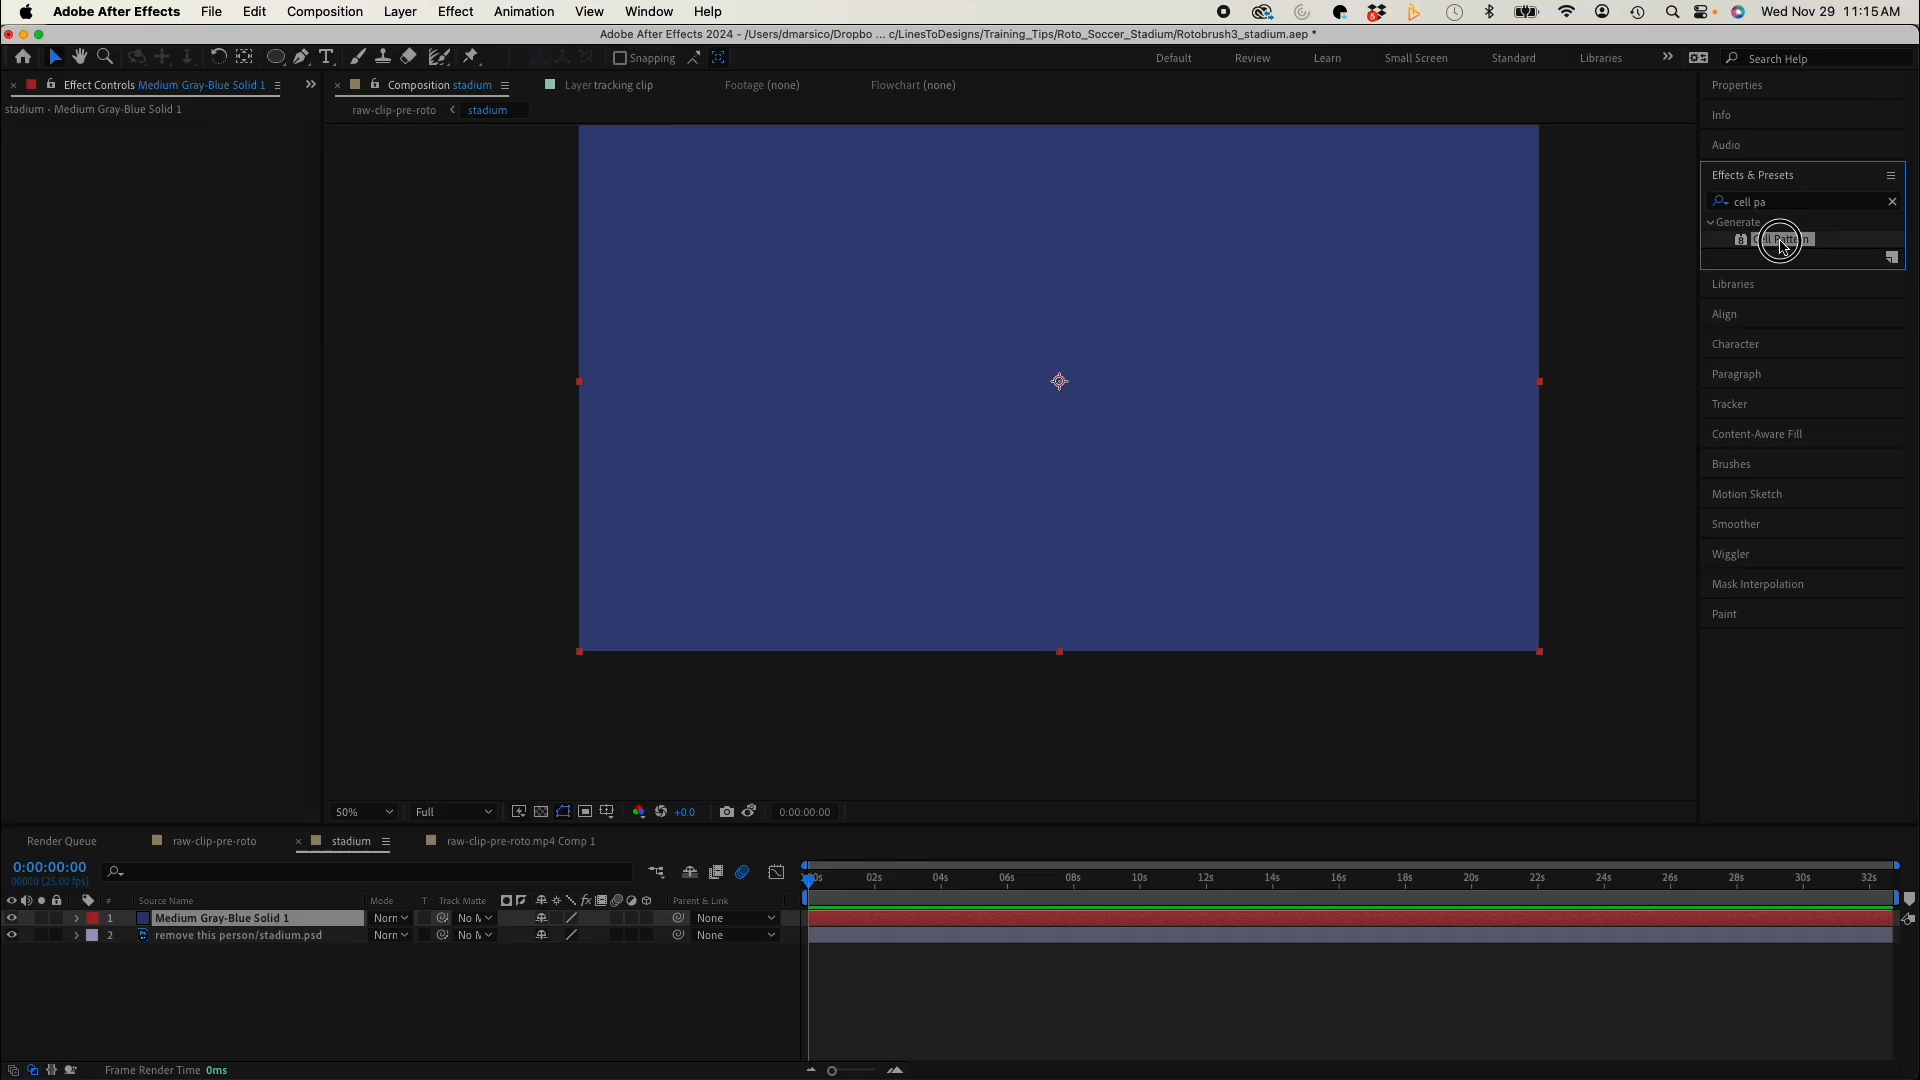 Adobe After Effects File Edit Composition Layer Effect Animation View Window Help Wed Nov 29 11:15 AM
Adobe After Effects 2024 - /Users/dmarsico/Dropbo ... c/LinesToDesigns/Training_Tips/Roto_Soccer_Stadium/Rotobrush3_stadium.aep *
Snapping Default Review Learn Small Screen Standard Libraries Search Help
Effect Controls Medium Gray-Blue Solid 1 Composition stadium Layer tracking clip Footage (none) Flowchart (none) Properties
stadium • Medium Gray-Blue Solid 1 raw-clip-pre-roto stadium
Info
Audio
Effects & Presets
cell pa
Generate
Cell Pattern
Libraries
Align
Character
Paragraph
Tracker
Content-Aware Fill
Brushes
Motion Sketch
Smoother
Wiggler
Mask Interpolation
Paint
50% Full +0.0 0:00:00:00
Render Queue raw-clip-pre-roto stadium raw-clip-pre-roto.mp4 Comp 1
0:00:00:00
00000 (25.00 fps)
02s 04s 06s 08s 10s 12s 14s 16s 18s 20s 22s 24s 26s 28s 30s 32s
# Source Name Mode T Track Matte fx Parent & Link
1 Medium Gray-Blue Solid 1 Norn No M None
2 remove this person/stadium.psd Norn No M None
Frame Render Time 0ms